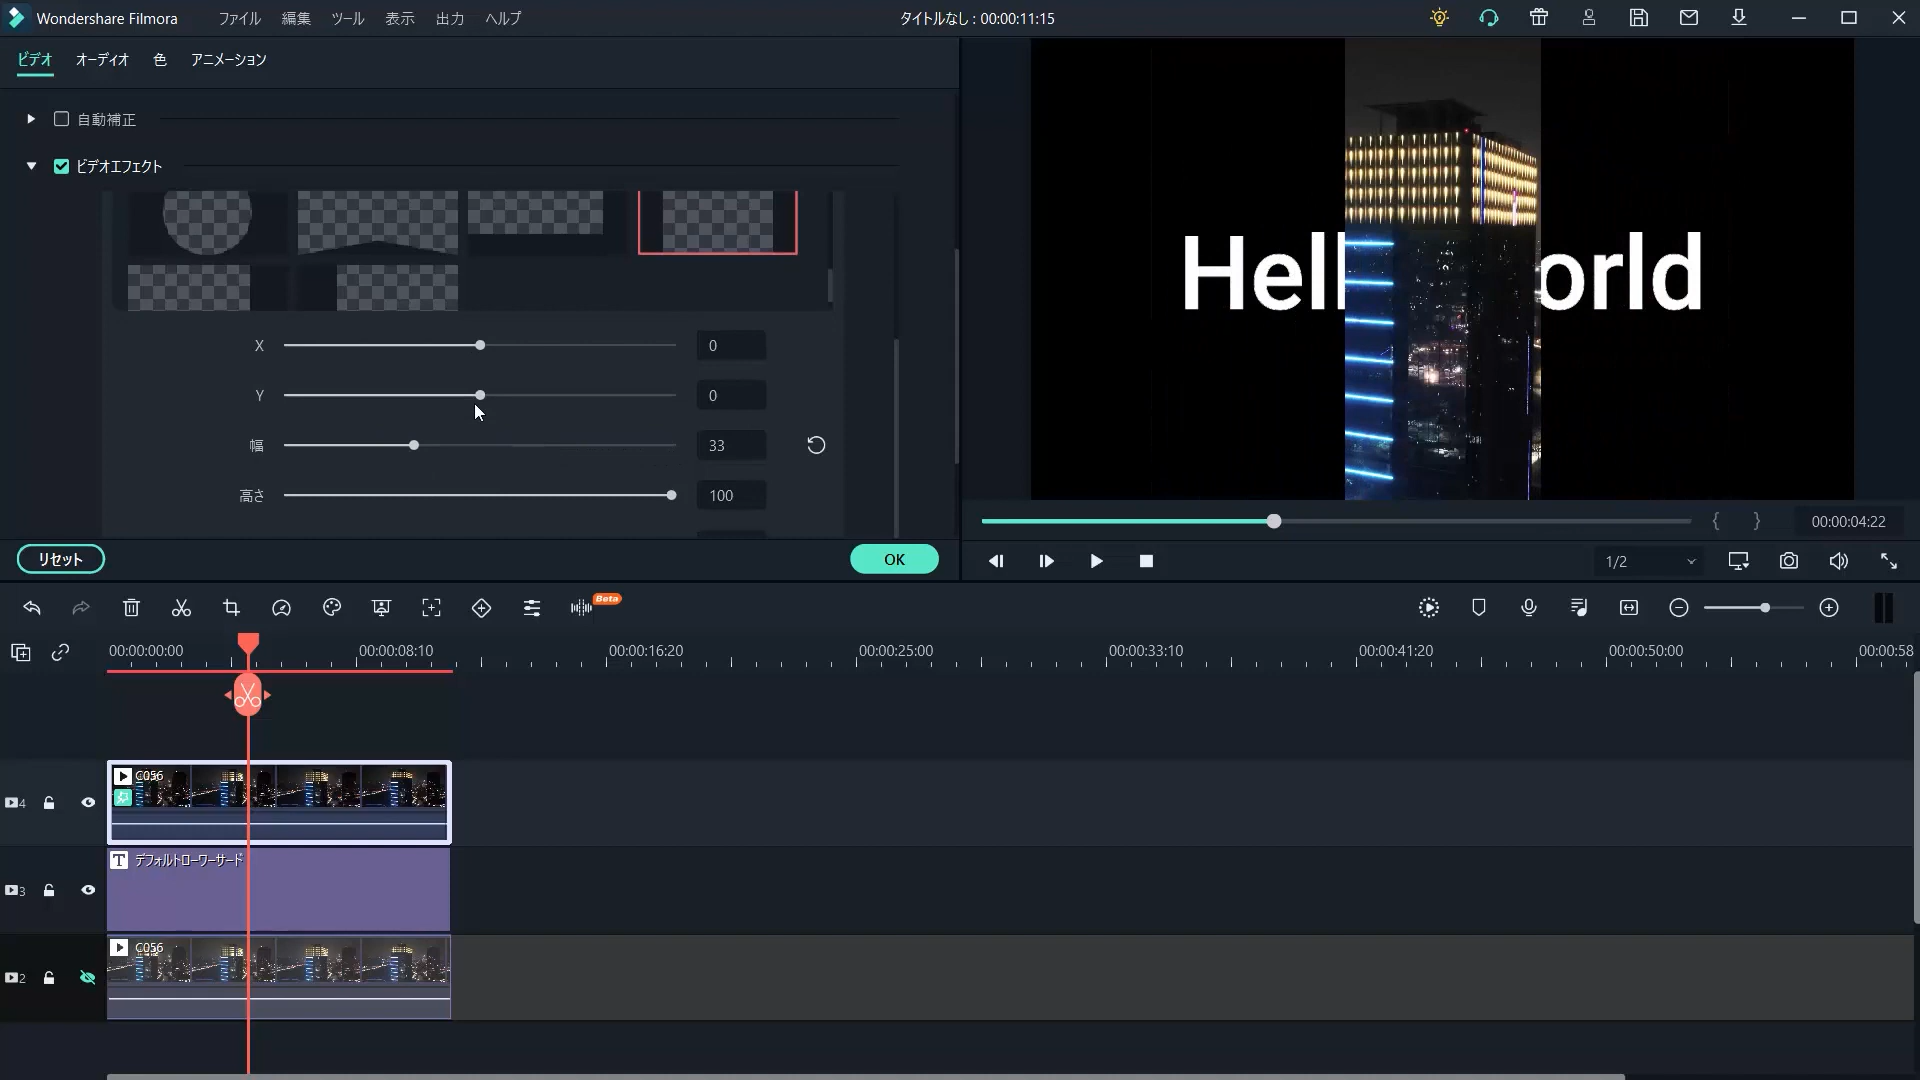 Wondershare Filmora
ファイル 編集 ツール 表示 出力 ヘルプ
タイトルなし : 00:00:11:15
ビデオ オーディオ 色 アニメーション
自動補正
ビデオエフェクト
X 0
Y 0
幅 33
高さ 100
リセット
OK
Hell orld
{ } 00:00:04:22
1/2
Beta
00:00:00:00 00:00:08:10 00:00:16:20 00:00:25:00 00:00:33:10 00:00:41:20 00:00:50:00 00:00:58
C056
4
T デフォルトローワーサード
3
C056
2